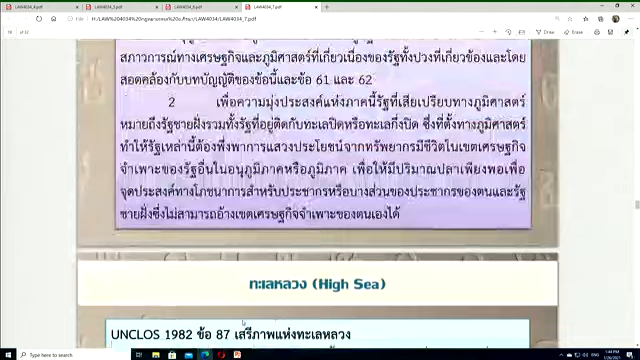 LAW4034_4.pdf
LAW4034_6.pdf
LAW4034_7.pdf
สภาวการณ์ทางเศรษฐกิจและภูมิศาสตร์ที่เกี่ยวเนื่องของรัฐทั้งปวงที่เกี่ยวข้องและโดย
สอดคล้องกับบทบัญญัติของข้อนี้และข้อ 61 และ 62
2 เพื่อความมุ่งประสงค์แห่งภาคนี้รัฐที่เสียเปรียบทางภูมิศาสตร์
หมายถึงรัฐชายฝั่งรวมทั้งรัฐที่อยู่ติดกับทะเลปิดหรือทะเลกึ่งปิด ซึ่งที่ตั้งทางภูมิศาสตร์
ทำให้รัฐเหล่านี้ต้องพึ่งพาการแสวงประโยชน์จากทรัพยากรมีชีวิตในเขตเศรษฐกิจ
จำเพาะของรัฐอื่นในอนุภูมิภาคหรือภูมิภาค เพื่อให้มีปริมาณปลาเพียงพอเพื่อ
จุดประสงค์ทางโภชนาการสำหรับประชากรหรือบางส่วนของประชากรของตนและรัฐ
ชายฝั่งซึ่งไม่สามารถอ้างเขตเศรษฐกิจจำเพาะของตนเองได้
ทะเลหลวง (High Sea)
UNCLOS 1982 ข้อ 87 เสรีภาพแห่งทะเลหลวง
Type here to search
1:44 PM